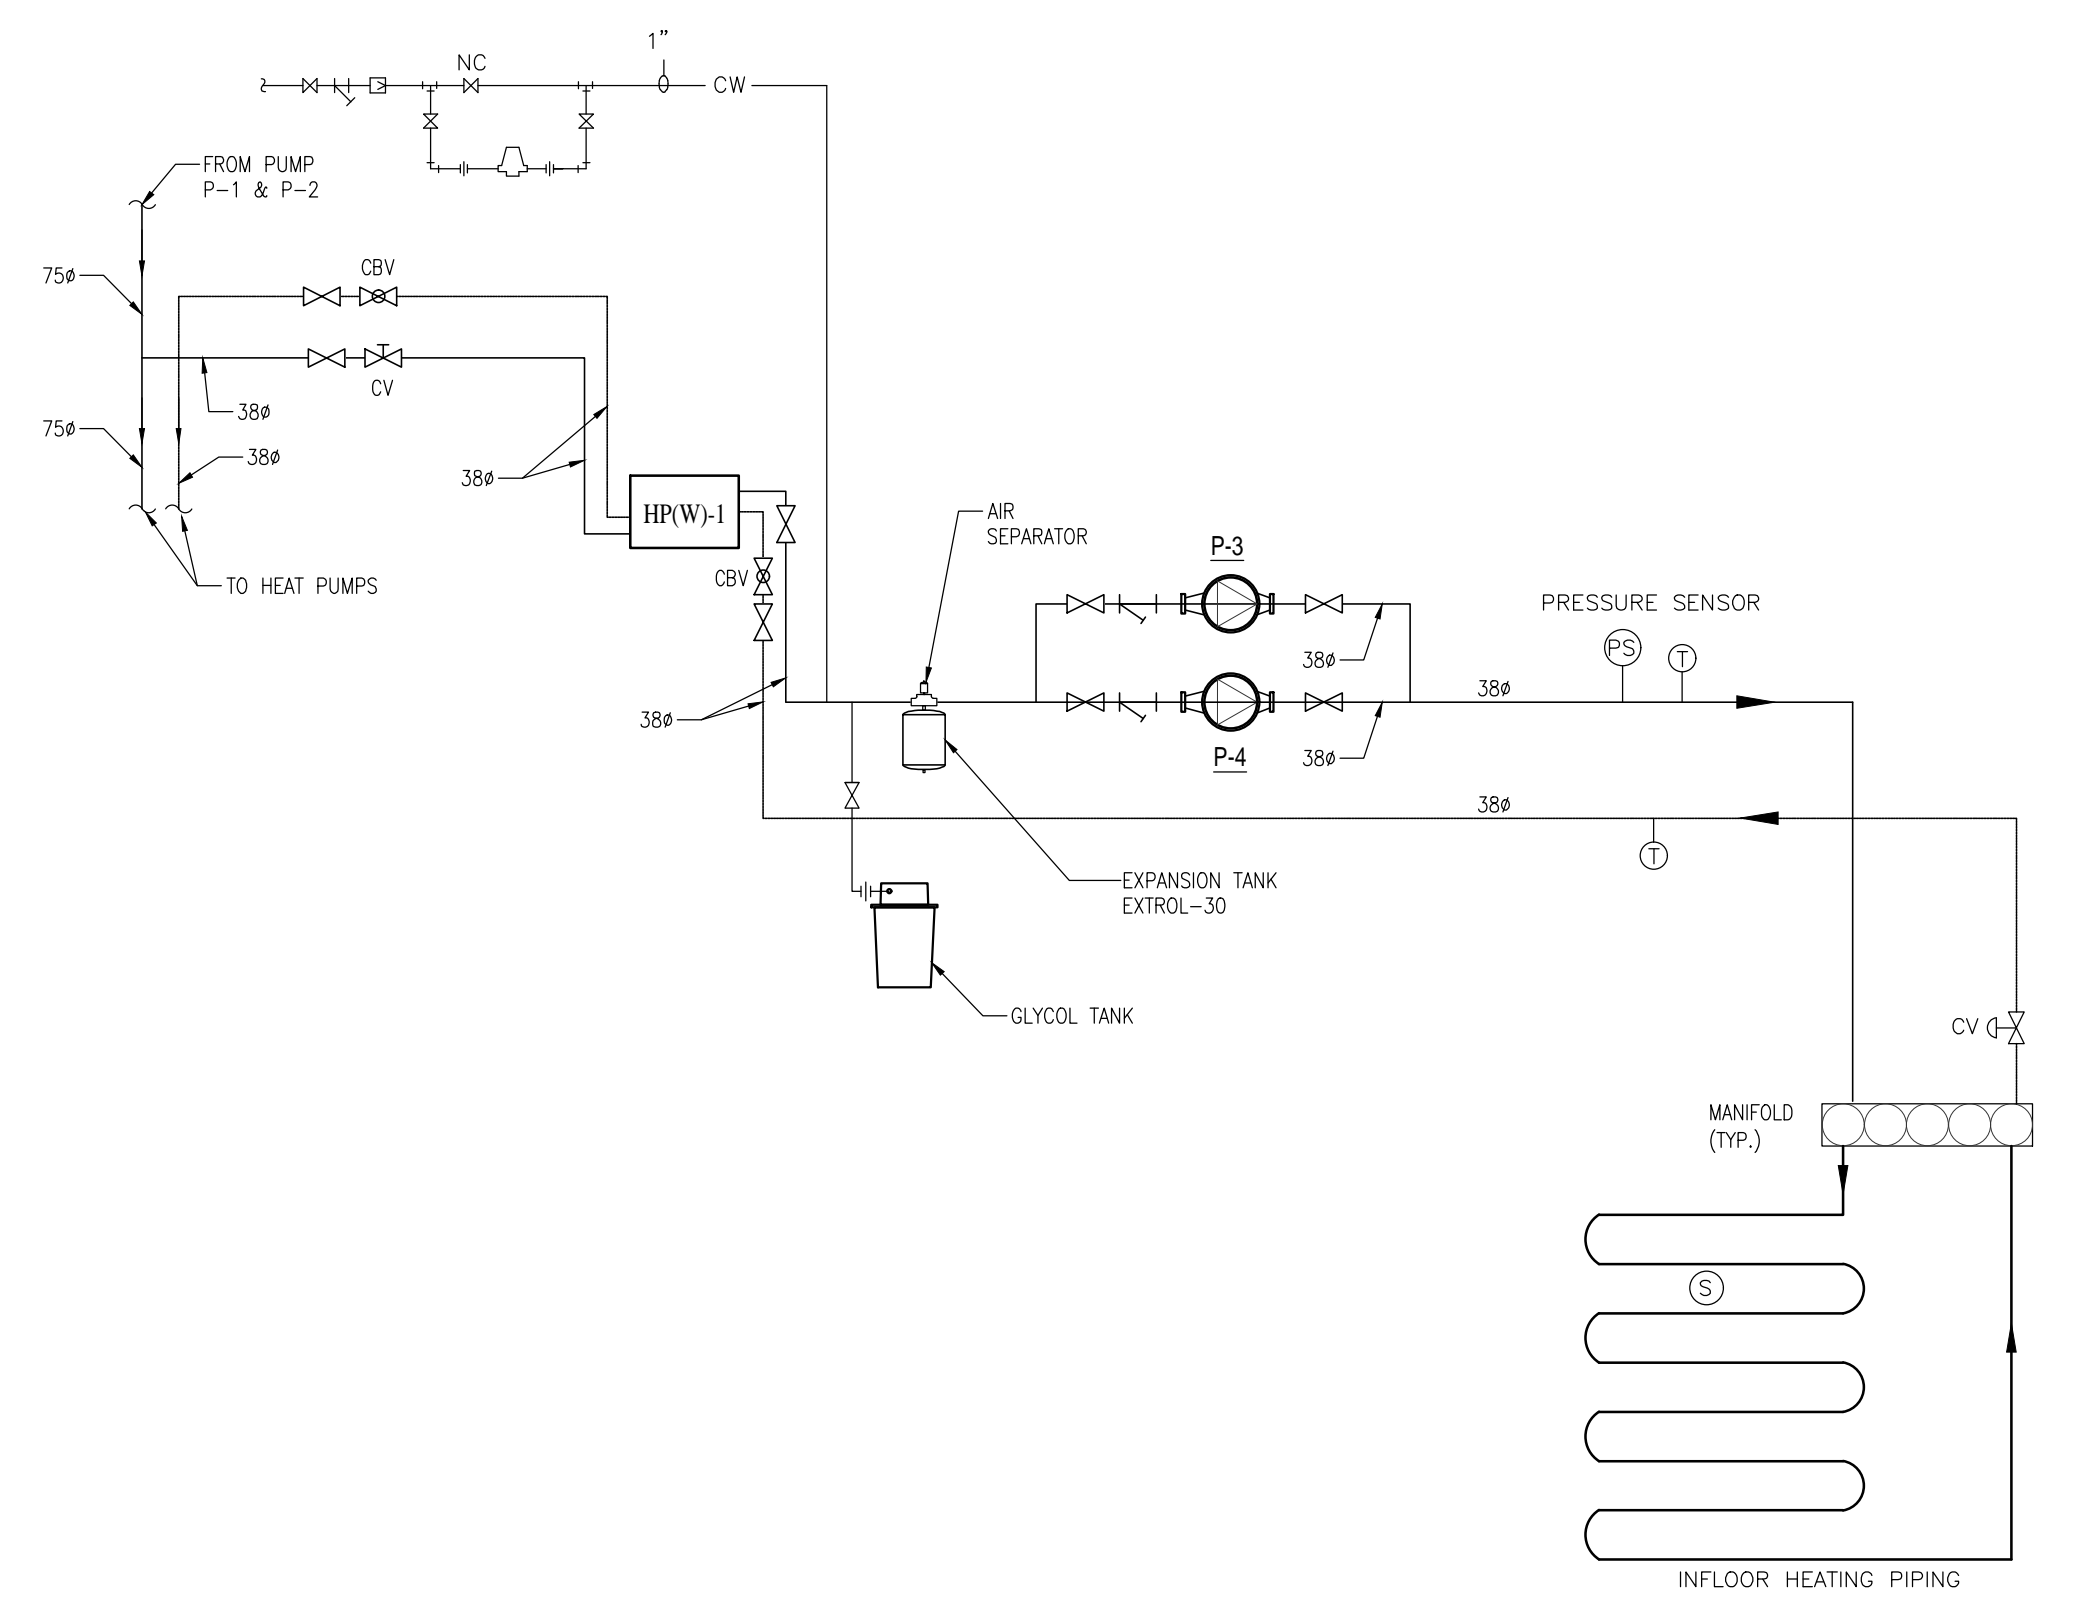 1”
NC
CW
FROM PUMP
P-1 & P-2
75ø
CBV
CV
38ø
75ø
38ø
38ø
HP(W)-1
TO HEAT PUMPS
CBV
AIR
SEPARATOR
P-3
PRESSURE SENSOR
PS
T
38ø
38ø
38ø
P-4
38ø
38ø
T
EXPANSION TANK
EXTROL-30
GLYCOL TANK
CV
MANIFOLD
(TYP.)
S
INFLOOR HEATING PIPING